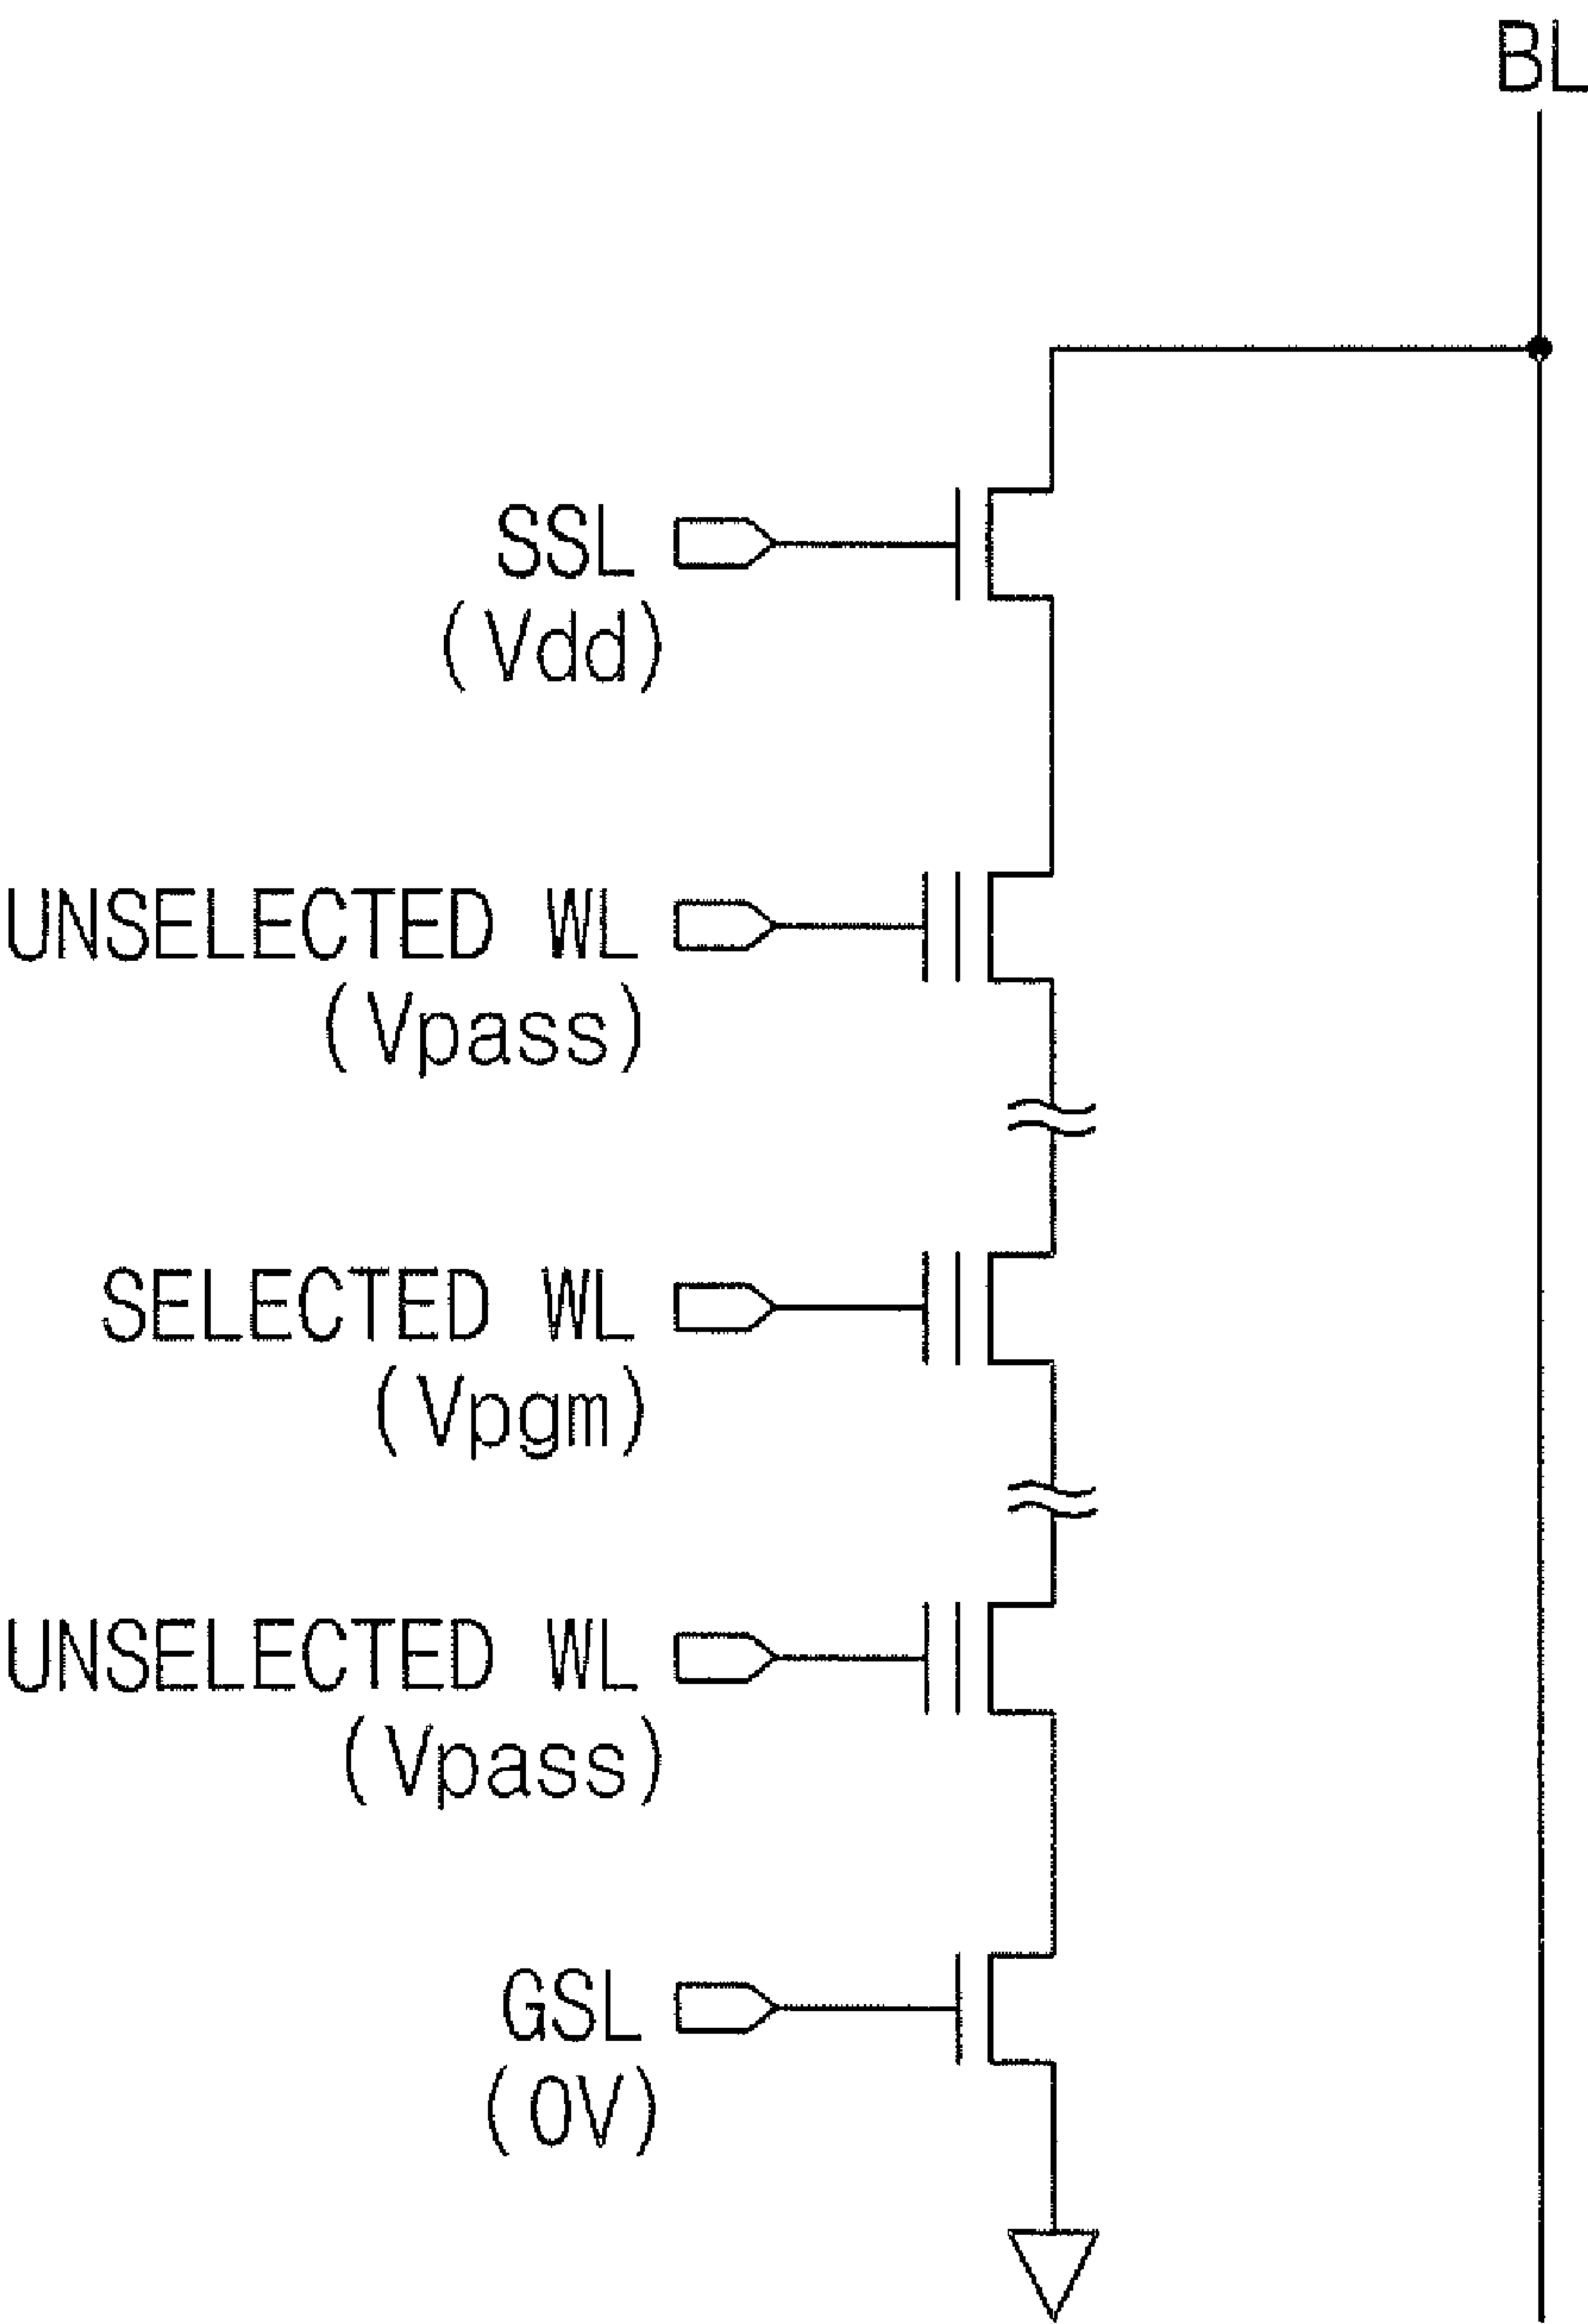 BL
SSL
(Vdd)
UNSELECTED WL
(Vpass)
SELECTED WL
(Vpgm)
UNSELECTED WL
(Vpass)
GSL
(0V)